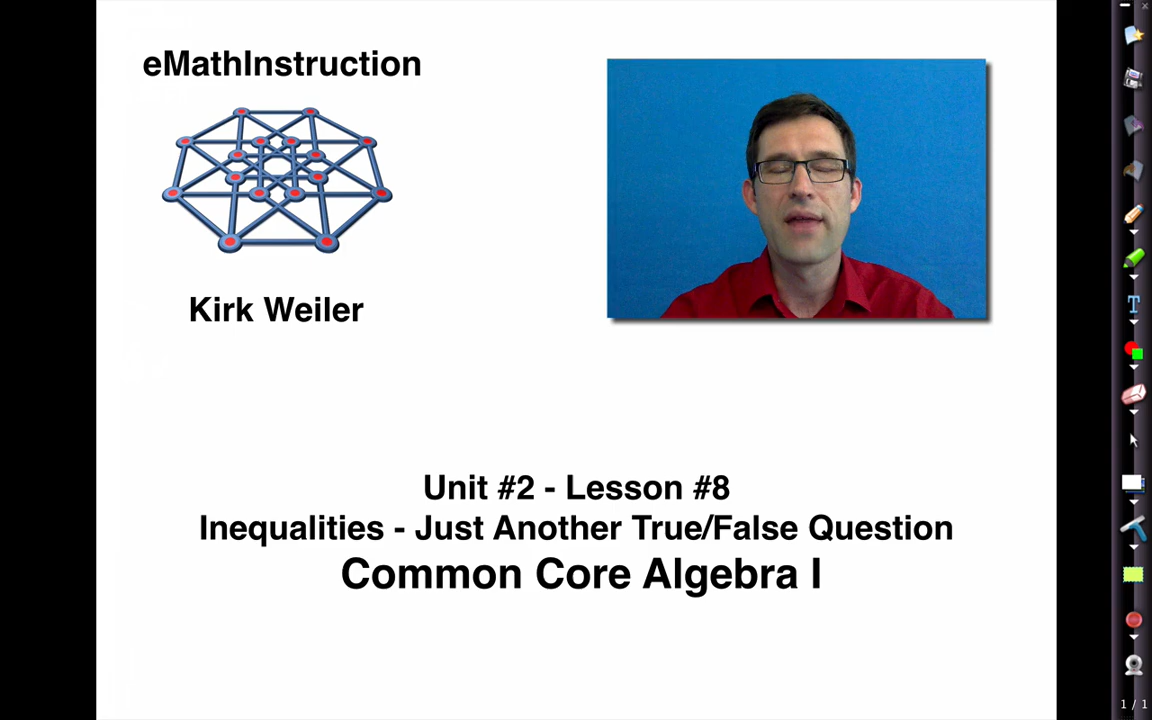 eMathInstruction
Kirk Weiler
Unit #2 - Lesson #8
Inequalities - Just Another True/False Question
Common Core Algebra I
T
1 / 1